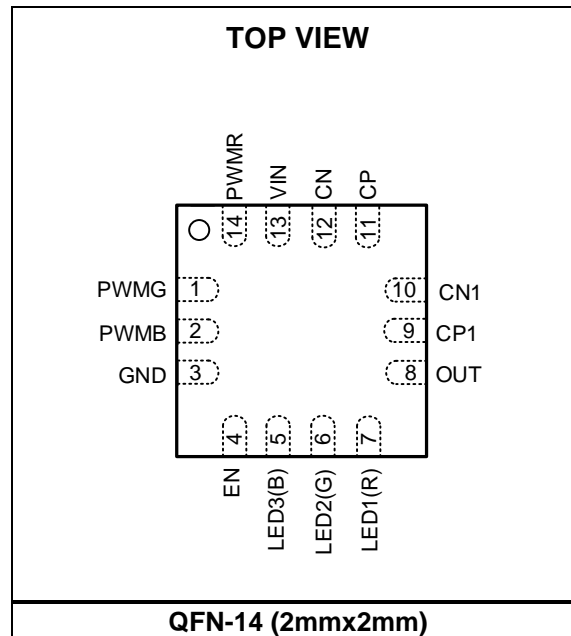 TOP VIEW
PWMR
VIN
CN
CP
14
13
12
11
PWMG 1
10 CN1
PWMB 2
9 CP1
GND 3
8 OUT
4
5
6
7
EN
LED3(B)
LED2(G)
LED1(R)
QFN-14 (2mmx2mm)